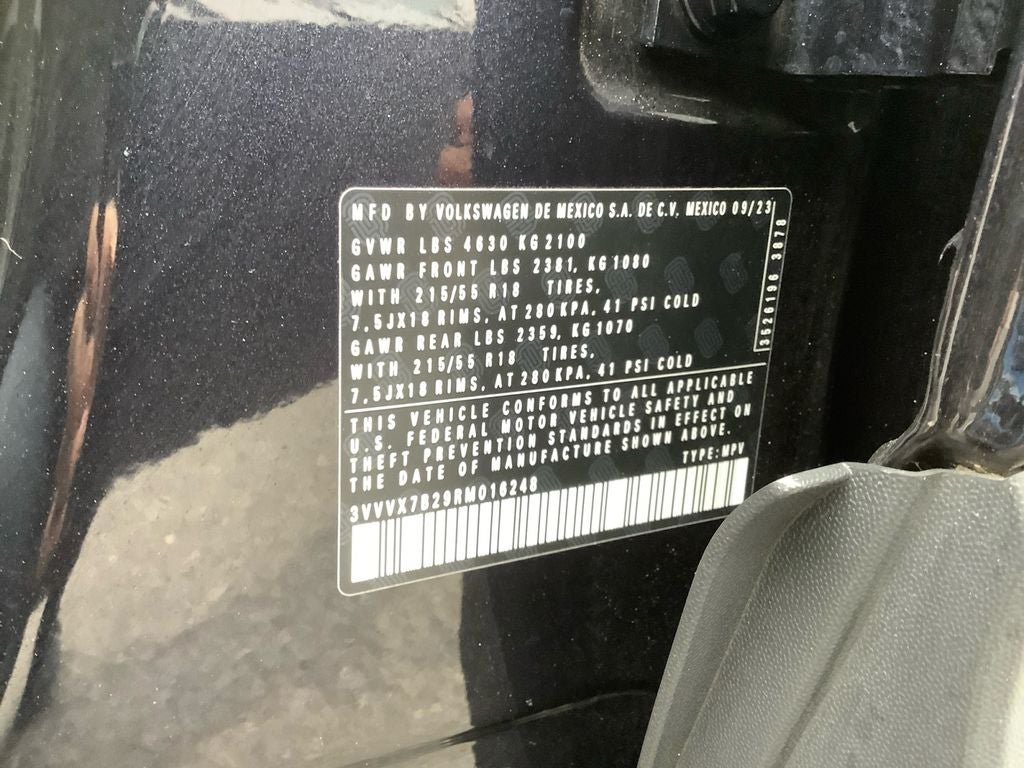 MFD BY VOLKSWAGEN DE MEXICO S.A. DE C.V. MEXICO 09/23
GVWR LBS 4630 KG 2100
GAWR FRONT LBS 2381, KG 1080
WITH 215/55 R18 TIRES,
7,5JX18 RIMS, AT 280 KPA, 41 PSI COLD
GAWR REAR LBS 2359, KG 1070
WITH 215/55 R18 TIRES,
7,5JX18 RIMS, AT 280 KPA, 41 PSI COLD
3526196 3878
THIS VEHICLE CONFORMS TO ALL APPLICABLE
U.S. FEDERAL MOTOR VEHICLE SAFETY AND
THEFT PREVENTION STANDARDS IN EFFECT ON
THE DATE OF MANUFACTURE SHOWN ABOVE.
TYPE: MPV
3VVVX7B29RM016248